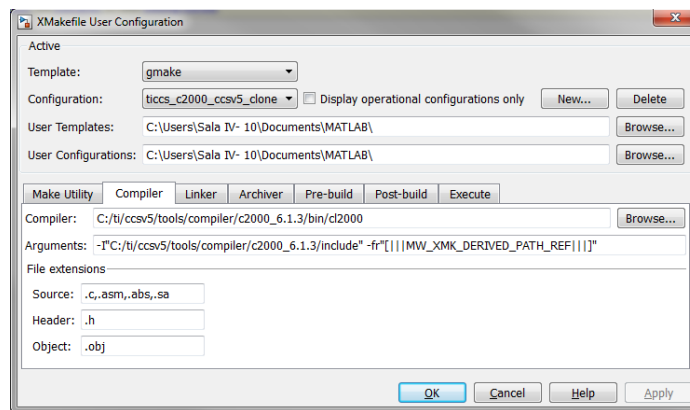 XMakefile User Configuration
Active
Template: gmake
Configuration: ticcs_c2000_ccsv5_clone Display operational configurations only New... Delete
User Templates: C:\Users\Sala IV- 10\Documents\MATLAB\ Browse...
User Configurations: C:\Users\Sala IV- 10\Documents\MATLAB\ Browse...
Make Utility Compiler Linker Archiver Pre-build Post-build Execute
Compiler: C:/ti/ccsv5/tools/compiler/c2000_6.1.3/bin/cl2000 Browse...
Arguments: -I"C:/ti/ccsv5/tools/compiler/c2000_6.1.3/include" -fr"[|||MW_XMK_DERIVED_PATH_REF|||]"
File extensions
Source: .c,.asm,.abs,.sa
Header: .h
Object: .obj
OK Cancel Help Apply